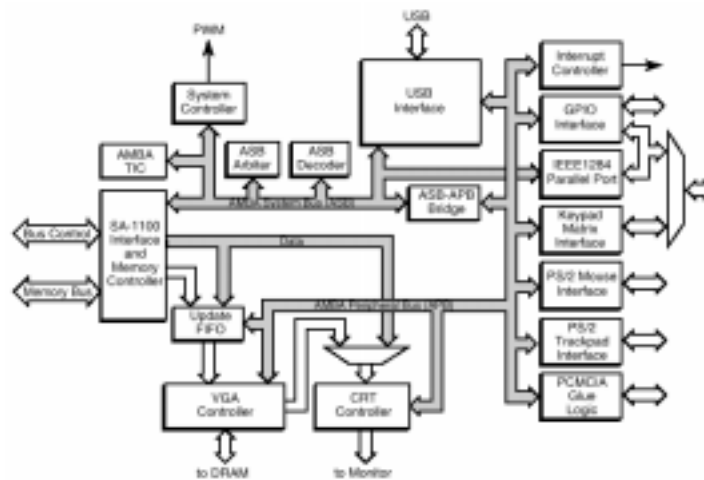 PWM
USB
System
Controller
USB
Interface
Interrupt
Controller
GPIO
Interface
AMBA
TIC
ASB
Arbiter
ASB
Decoder
IEEE1284
Parallel Port
AMBA System Bus (ASB)
ASB-APB
Bridge
SA-1100
Interface
and
Memory
Controller
Bus Control
Memory Bus
Data
Keypad
Matrix
Interface
PS/2 Mouse
Interface
AMBA Peripheral Bus (APB)
Update
FIFO
PS/2
Trackpad
Interface
VGA
Controller
CRT
Controller
PCMCIA
Glue
Logic
to DRAM
to Monitor